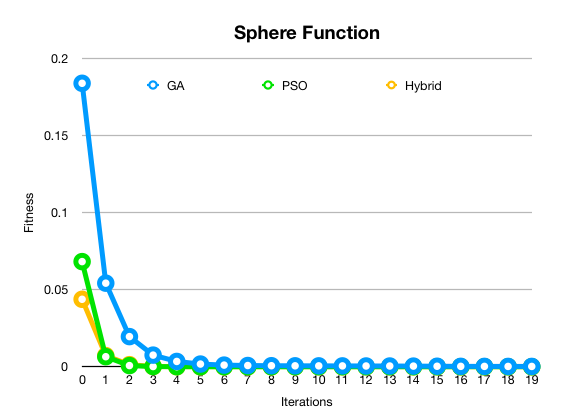 Sphere Function
0.2
GA PSO Hybrid
0.15
0.1
Fitness
0.05
0
0 1 2 3 4 5 6 7 8 9 10 11 12 13 14 15 16 17 18 19
Iterations